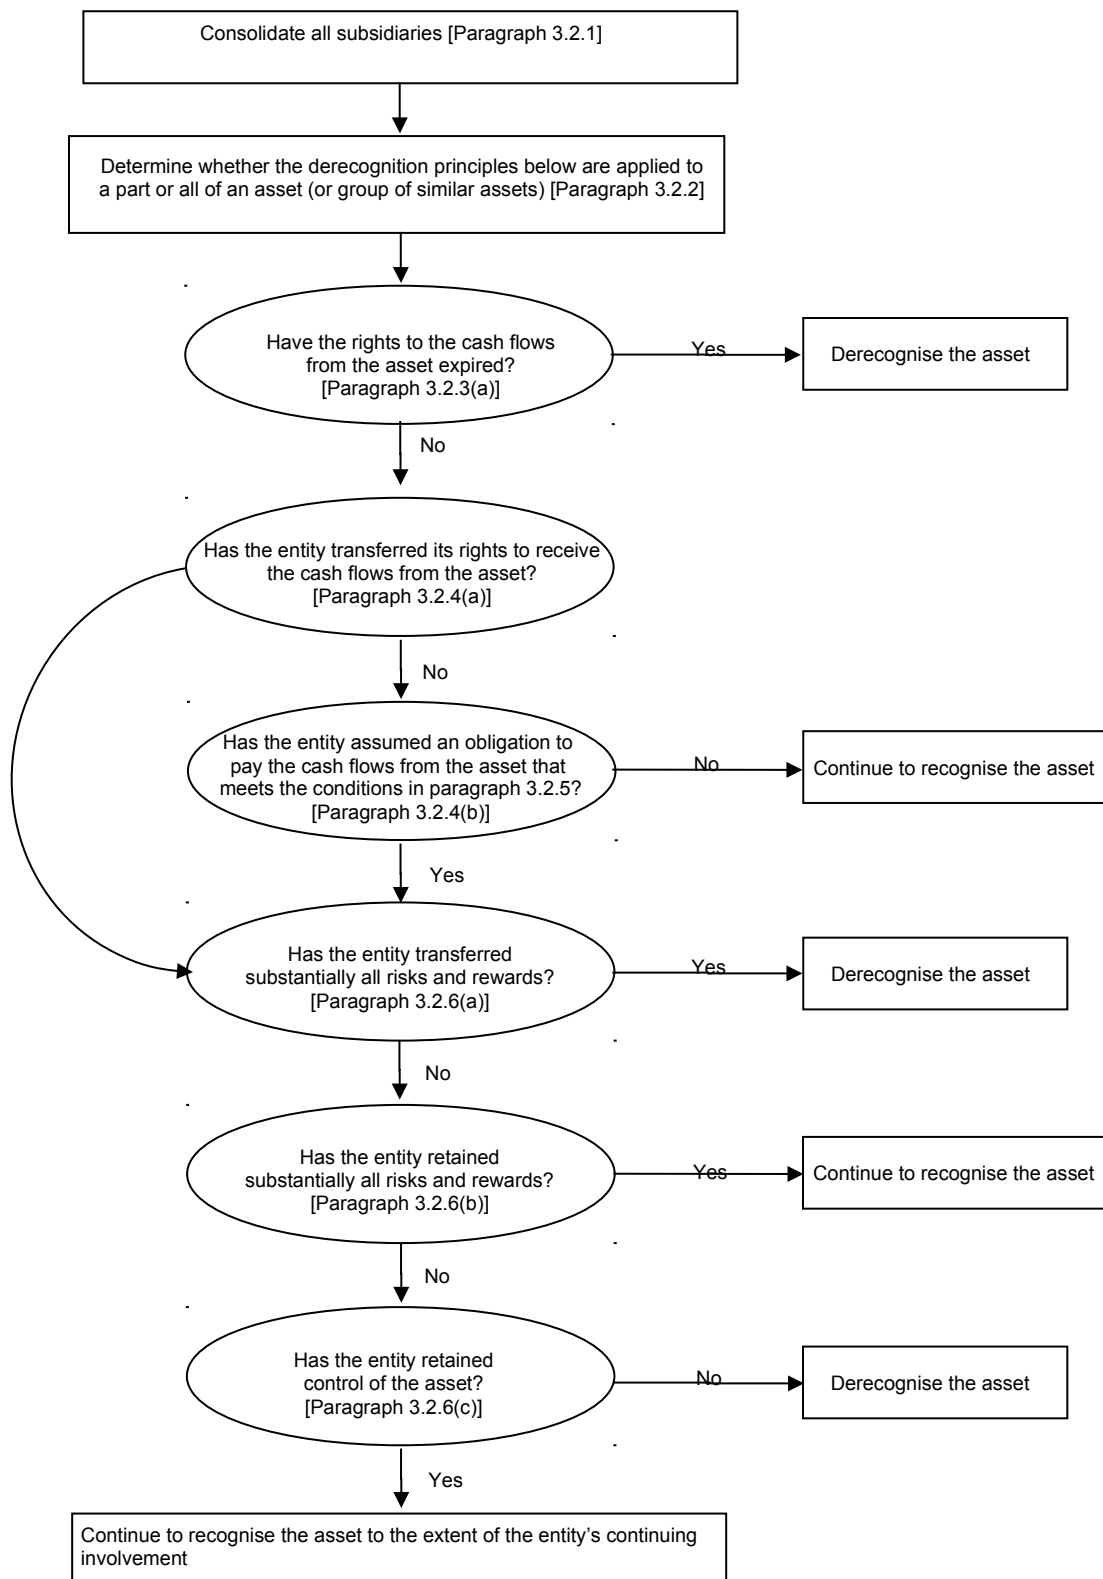 Consolidate all subsidiaries [Paragraph 3.2.1]
Determine whether the derecognition principles below are applied to
a part or all of an asset (or group of similar assets) [Paragraph 3.2.2]
Have the rights to the cash flows
from the asset expired?
[Paragraph 3.2.3(a)]
Yes
Derecognise the asset
No
Has the entity transferred its rights to receive
the cash flows from the asset?
[Paragraph 3.2.4(a)]
No
Has the entity assumed an obligation to
pay the cash flows from the asset that
meets the conditions in paragraph 3.2.5?
[Paragraph 3.2.4(b)]
No
Continue to recognise the asset
Yes
Has the entity transferred
substantially all risks and rewards?
[Paragraph 3.2.6(a)]
Yes
Derecognise the asset
No
Has the entity retained
substantially all risks and rewards?
[Paragraph 3.2.6(b)]
Yes
Continue to recognise the asset
No
Has the entity retained
control of the asset?
[Paragraph 3.2.6(c)]
No
Derecognise the asset
Yes
Continue to recognise the asset to the extent of the entity's continuing
involvement